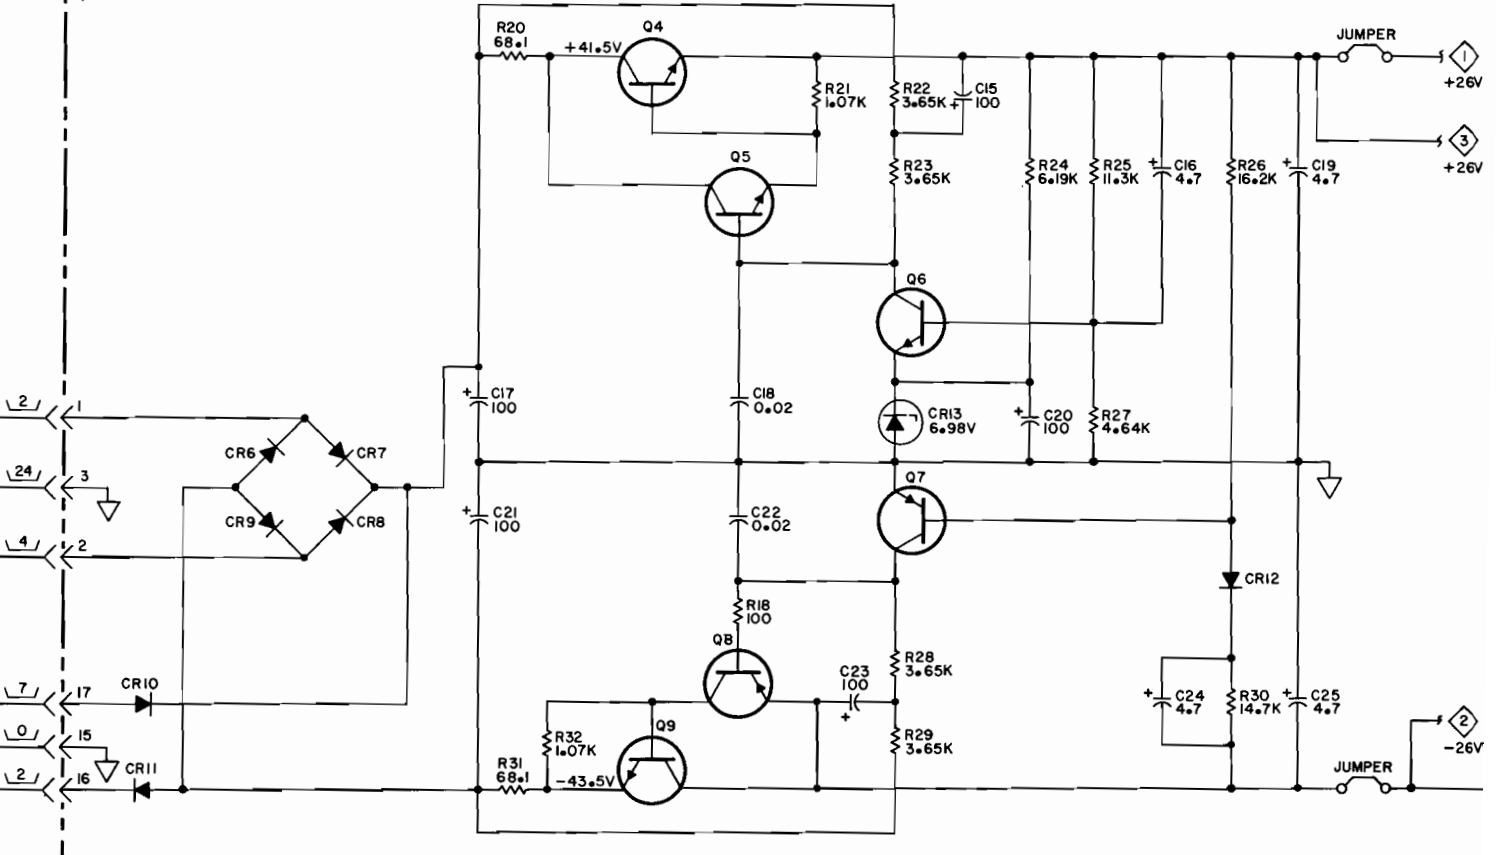 R20
68.1
+41.5V
Q4
JUMPER
1
+26V
R21
1.07K
R22
3.65K
+
C15
100
3
+26V
Q5
R23
3.65K
R24
6.19K
R25
11.3K
+
C16
4.7
R26
16.2K
+
C19
4.7
Q6
+
C17
100
C18
0.02
CR13
6.98V
+
C20
100
R27
4.64K
2
1
CR6
CR7
24
3
CR9
CR8
4
2
+
C21
100
C22
0.02
Q7
CR12
R18
100
Q8
R28
3.65K
C23
100
+
+
C24
4.7
R30
14.7K
+
C25
4.7
7
17
CR10
0
15
R32
1.07K
Q9
R29
3.65K
2
-26V
2
16
CR11
R31
68.1
-43.5V
JUMPER